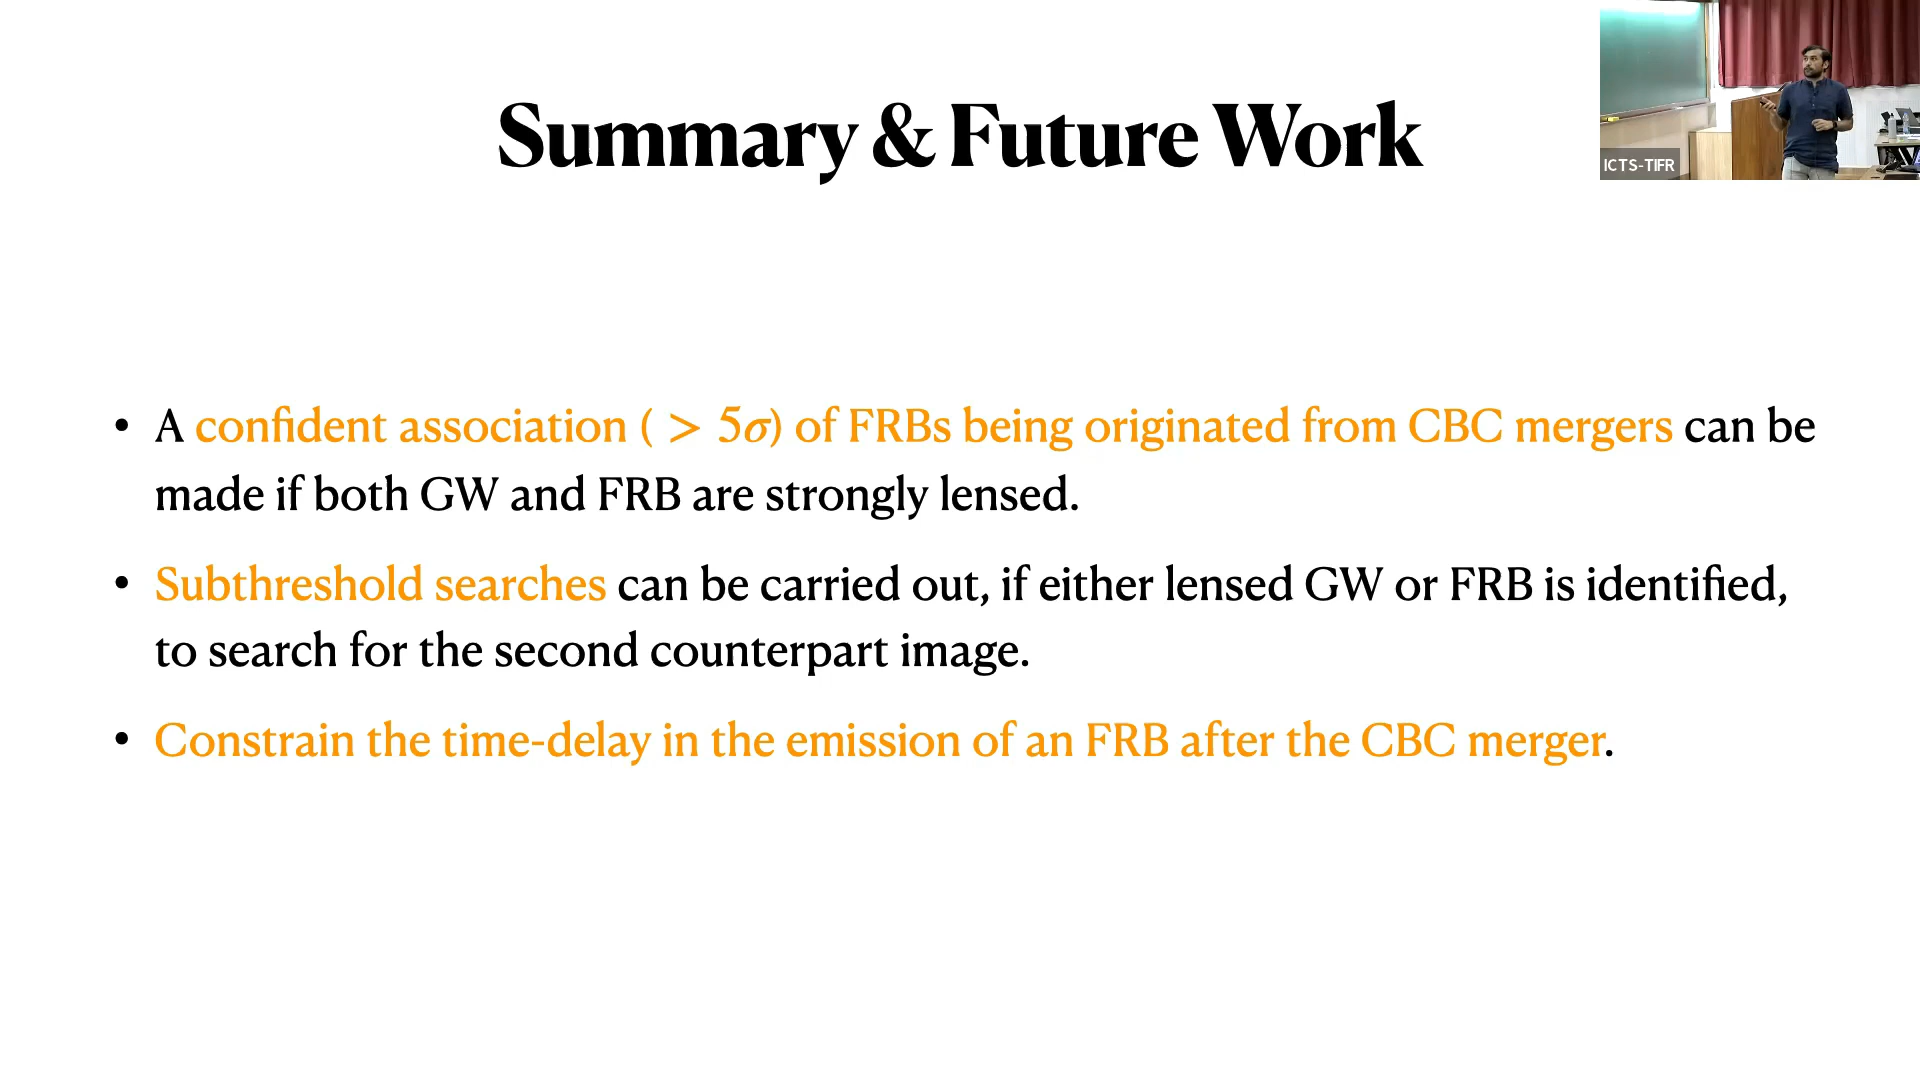 Summary & Future Work
ICTS-TIFR
• A confident association ( > 5σ) of FRBs being originated from CBC mergers can be
made if both GW and FRB are strongly lensed.
• Subthreshold searches can be carried out, if either lensed GW or FRB is identified,
to search for the second counterpart image.
• Constrain the time-delay in the emission of an FRB after the CBC merger.